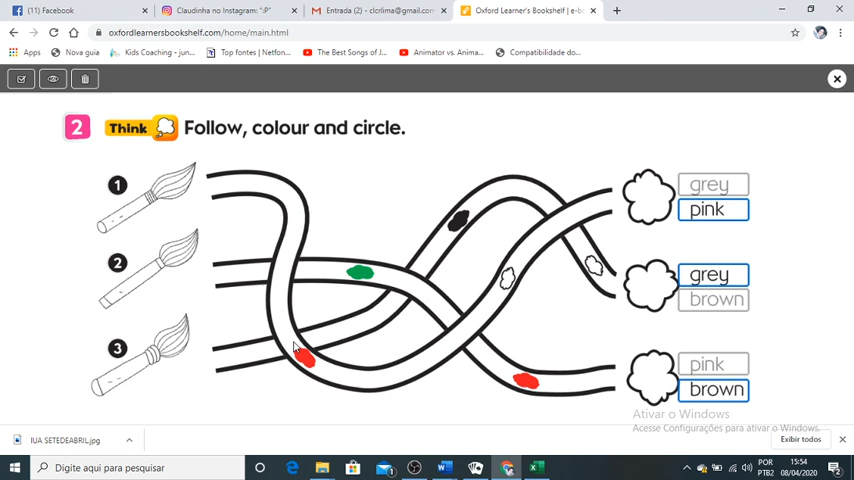 (11) Facebook
Claudinha no Instagram: ":P"
Entrada (2) - clcrlima@gmail.com
Oxford Learner's Bookshelf | e-bo
oxfordlearnersbookshelf.com/home/main.html
Apps
Nova guia
Kids Coaching - jun...
Top fontes | Netfon...
The Best Songs of J...
Animator vs. Anima...
Compatibilidade do...
2 Think Follow, colour and circle.
1
grey
pink
2
grey
brown
3
pink
brown
Ativar o Windows
Acesse Configurações para ativar o Windows.
IUA SETEDEABRIL.jpg
Exibir todos
Digite aqui para pesquisar
POR
PTB2
15:54
08/04/2020